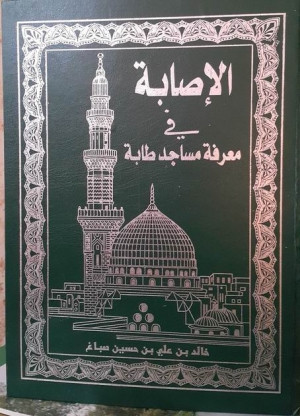 الإصابة
في
معرفة مساجد طابة
خالد بن علي بن حسين صباغ